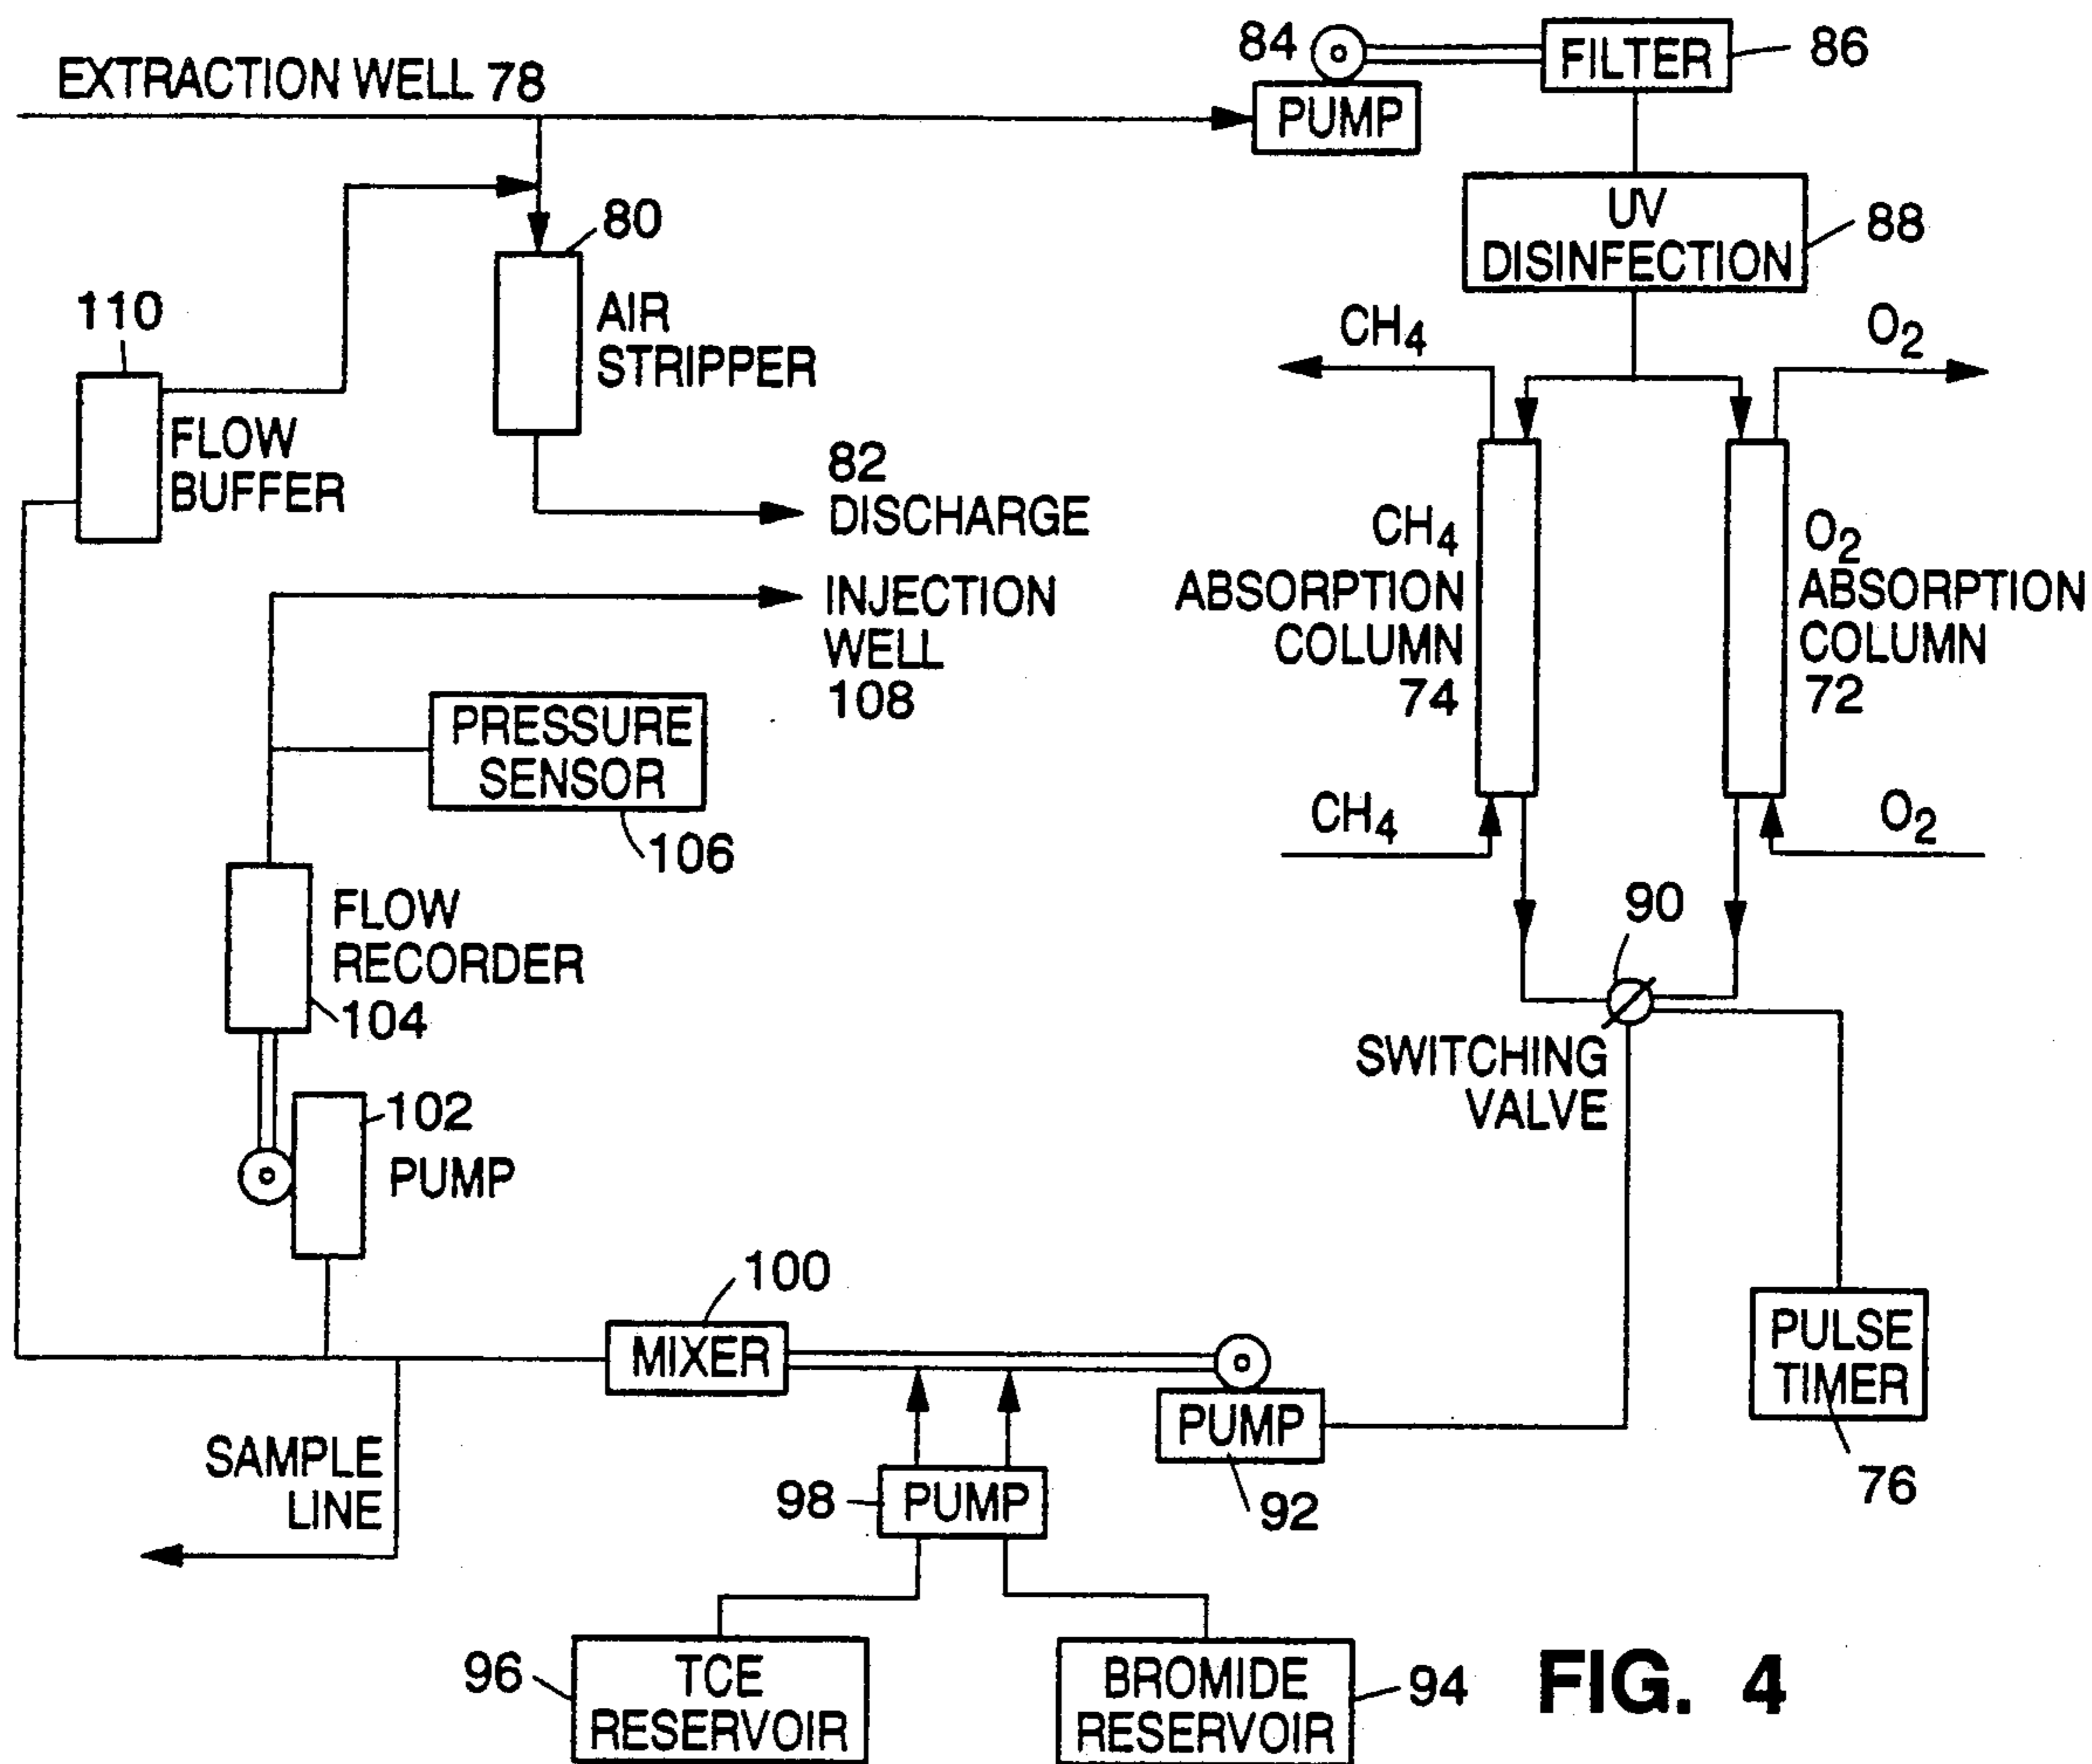 EXTRACTION WELL 78
84
PUMP
FILTER
86
UV
DISINFECTION
88
80
AIR
STRIPPER
110
FLOW
BUFFER
82
DISCHARGE
INJECTION
WELL
108
CH4
O2
CH4
ABSORPTION
COLUMN
74
O2
ABSORPTION
COLUMN
72
CH4
O2
PRESSURE
SENSOR
106
FLOW
RECORDER
104
90
SWITCHING
VALVE
102
PUMP
100
MIXER
PUMP
92
PULSE
TIMER
76
SAMPLE
LINE
98
PUMP
96
TCE
RESERVOIR
BROMIDE
RESERVOIR
94
FIG. 4